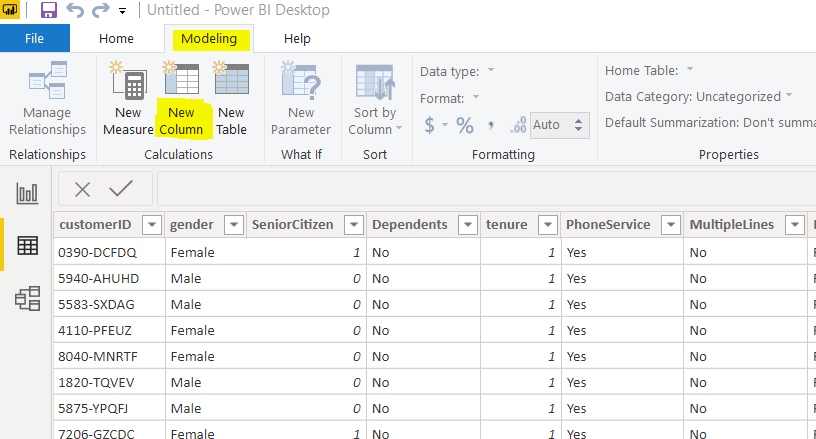 Untitled - Power BI Desktop
File Home Modeling Help
Manage Relationships
New Measure
New Column
New Table
New Parameter
Sort by Column
Data type:
Format:
$ % , .00 Auto
Home Table:
Data Category: Uncategorized
Default Summarization: Don't summa
Relationships Calculations What If Sort Formatting Properties
customerID gender SeniorCitizen Dependents tenure PhoneService MultipleLines
0390-DCFDQ Female 1 No 1 Yes No
5940-AHUHD Male 0 No 1 Yes No
5583-SXDAG Male 0 No 1 Yes No
4110-PFEUZ Female 0 No 1 Yes No
8040-MNRTF Female 0 No 1 Yes No
1820-TQVEV Male 0 No 1 Yes No
5875-YPQFJ Male 0 No 1 Yes No
7206-GZCDC Female 1 No 1 Yes No